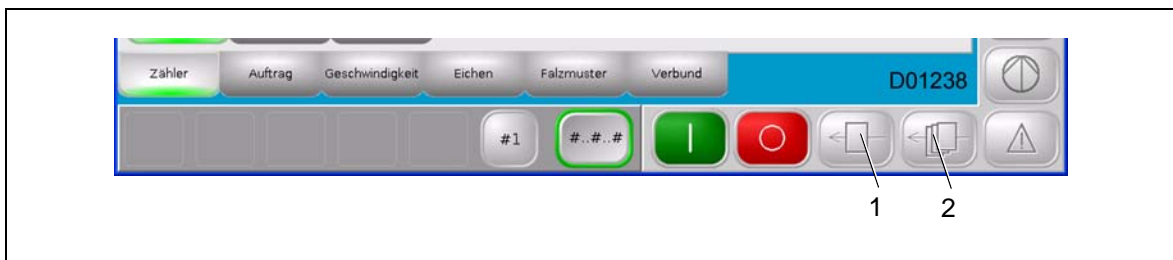 Zähler Auftrag Geschwindigkeit Eichen Falzmuster Verbund D01238
#1 #..#..#
1 2